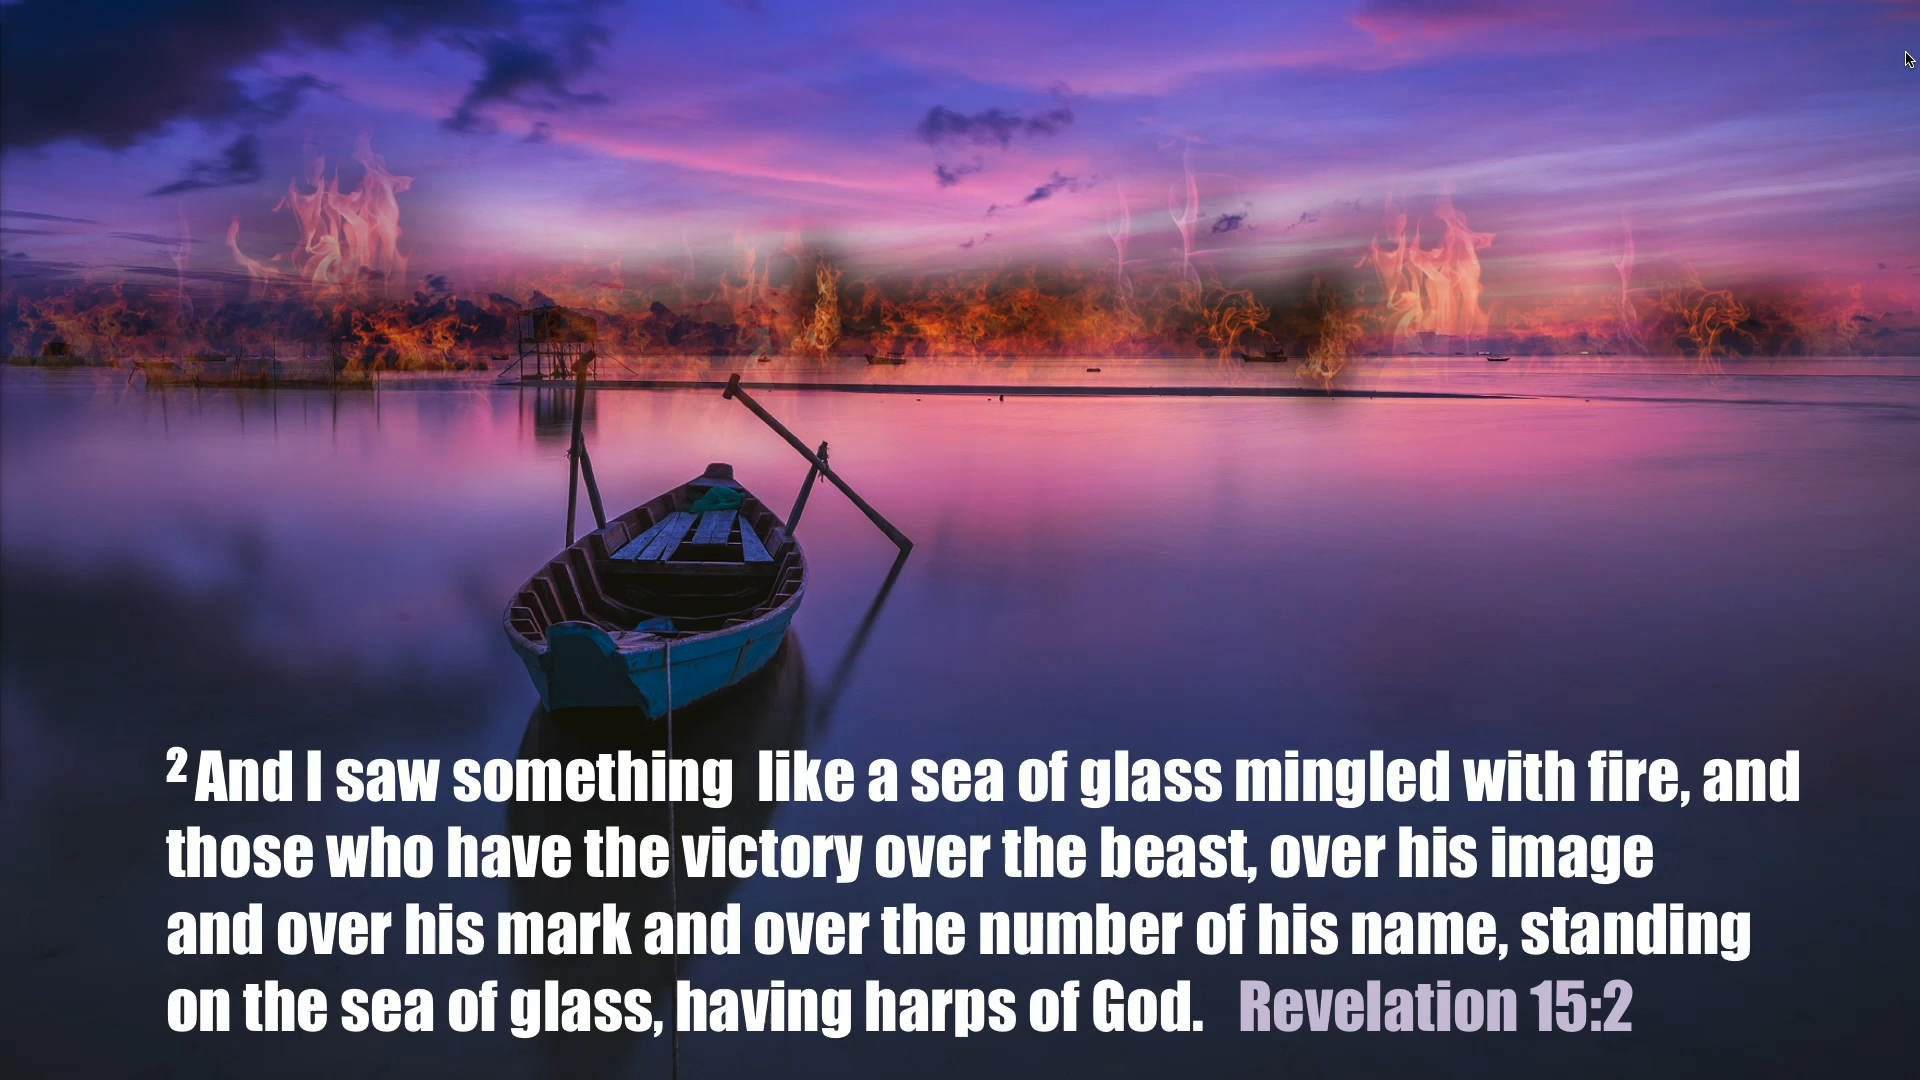 2 And I saw something like a sea of glass mingled with fire, and
those who have the victory over the beast, over his image
and over his mark and over the number of his name, standing
on the sea of glass, having harps of God. Revelation 15:2